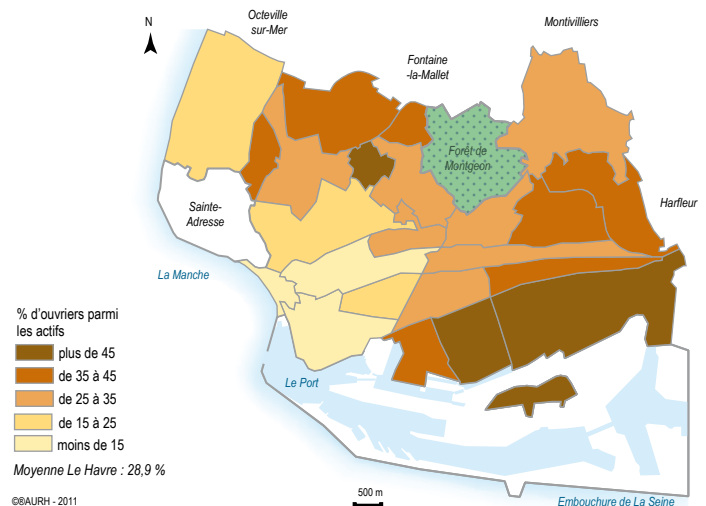 N
Octeville
sur-Mer
Montivilliers
Fontaine
-la-Mallet
Forêt de
Montgeon
Sainte-
Adresse
Harfleur
La Manche
% d'ouvriers parmi
les actifs
plus de 45
de 35 à 45
de 25 à 35
de 15 à 25
moins de 15
Moyenne Le Havre : 28,9 %
Le Port
©®AURH - 2011
500 m
Embouchure de La Seine